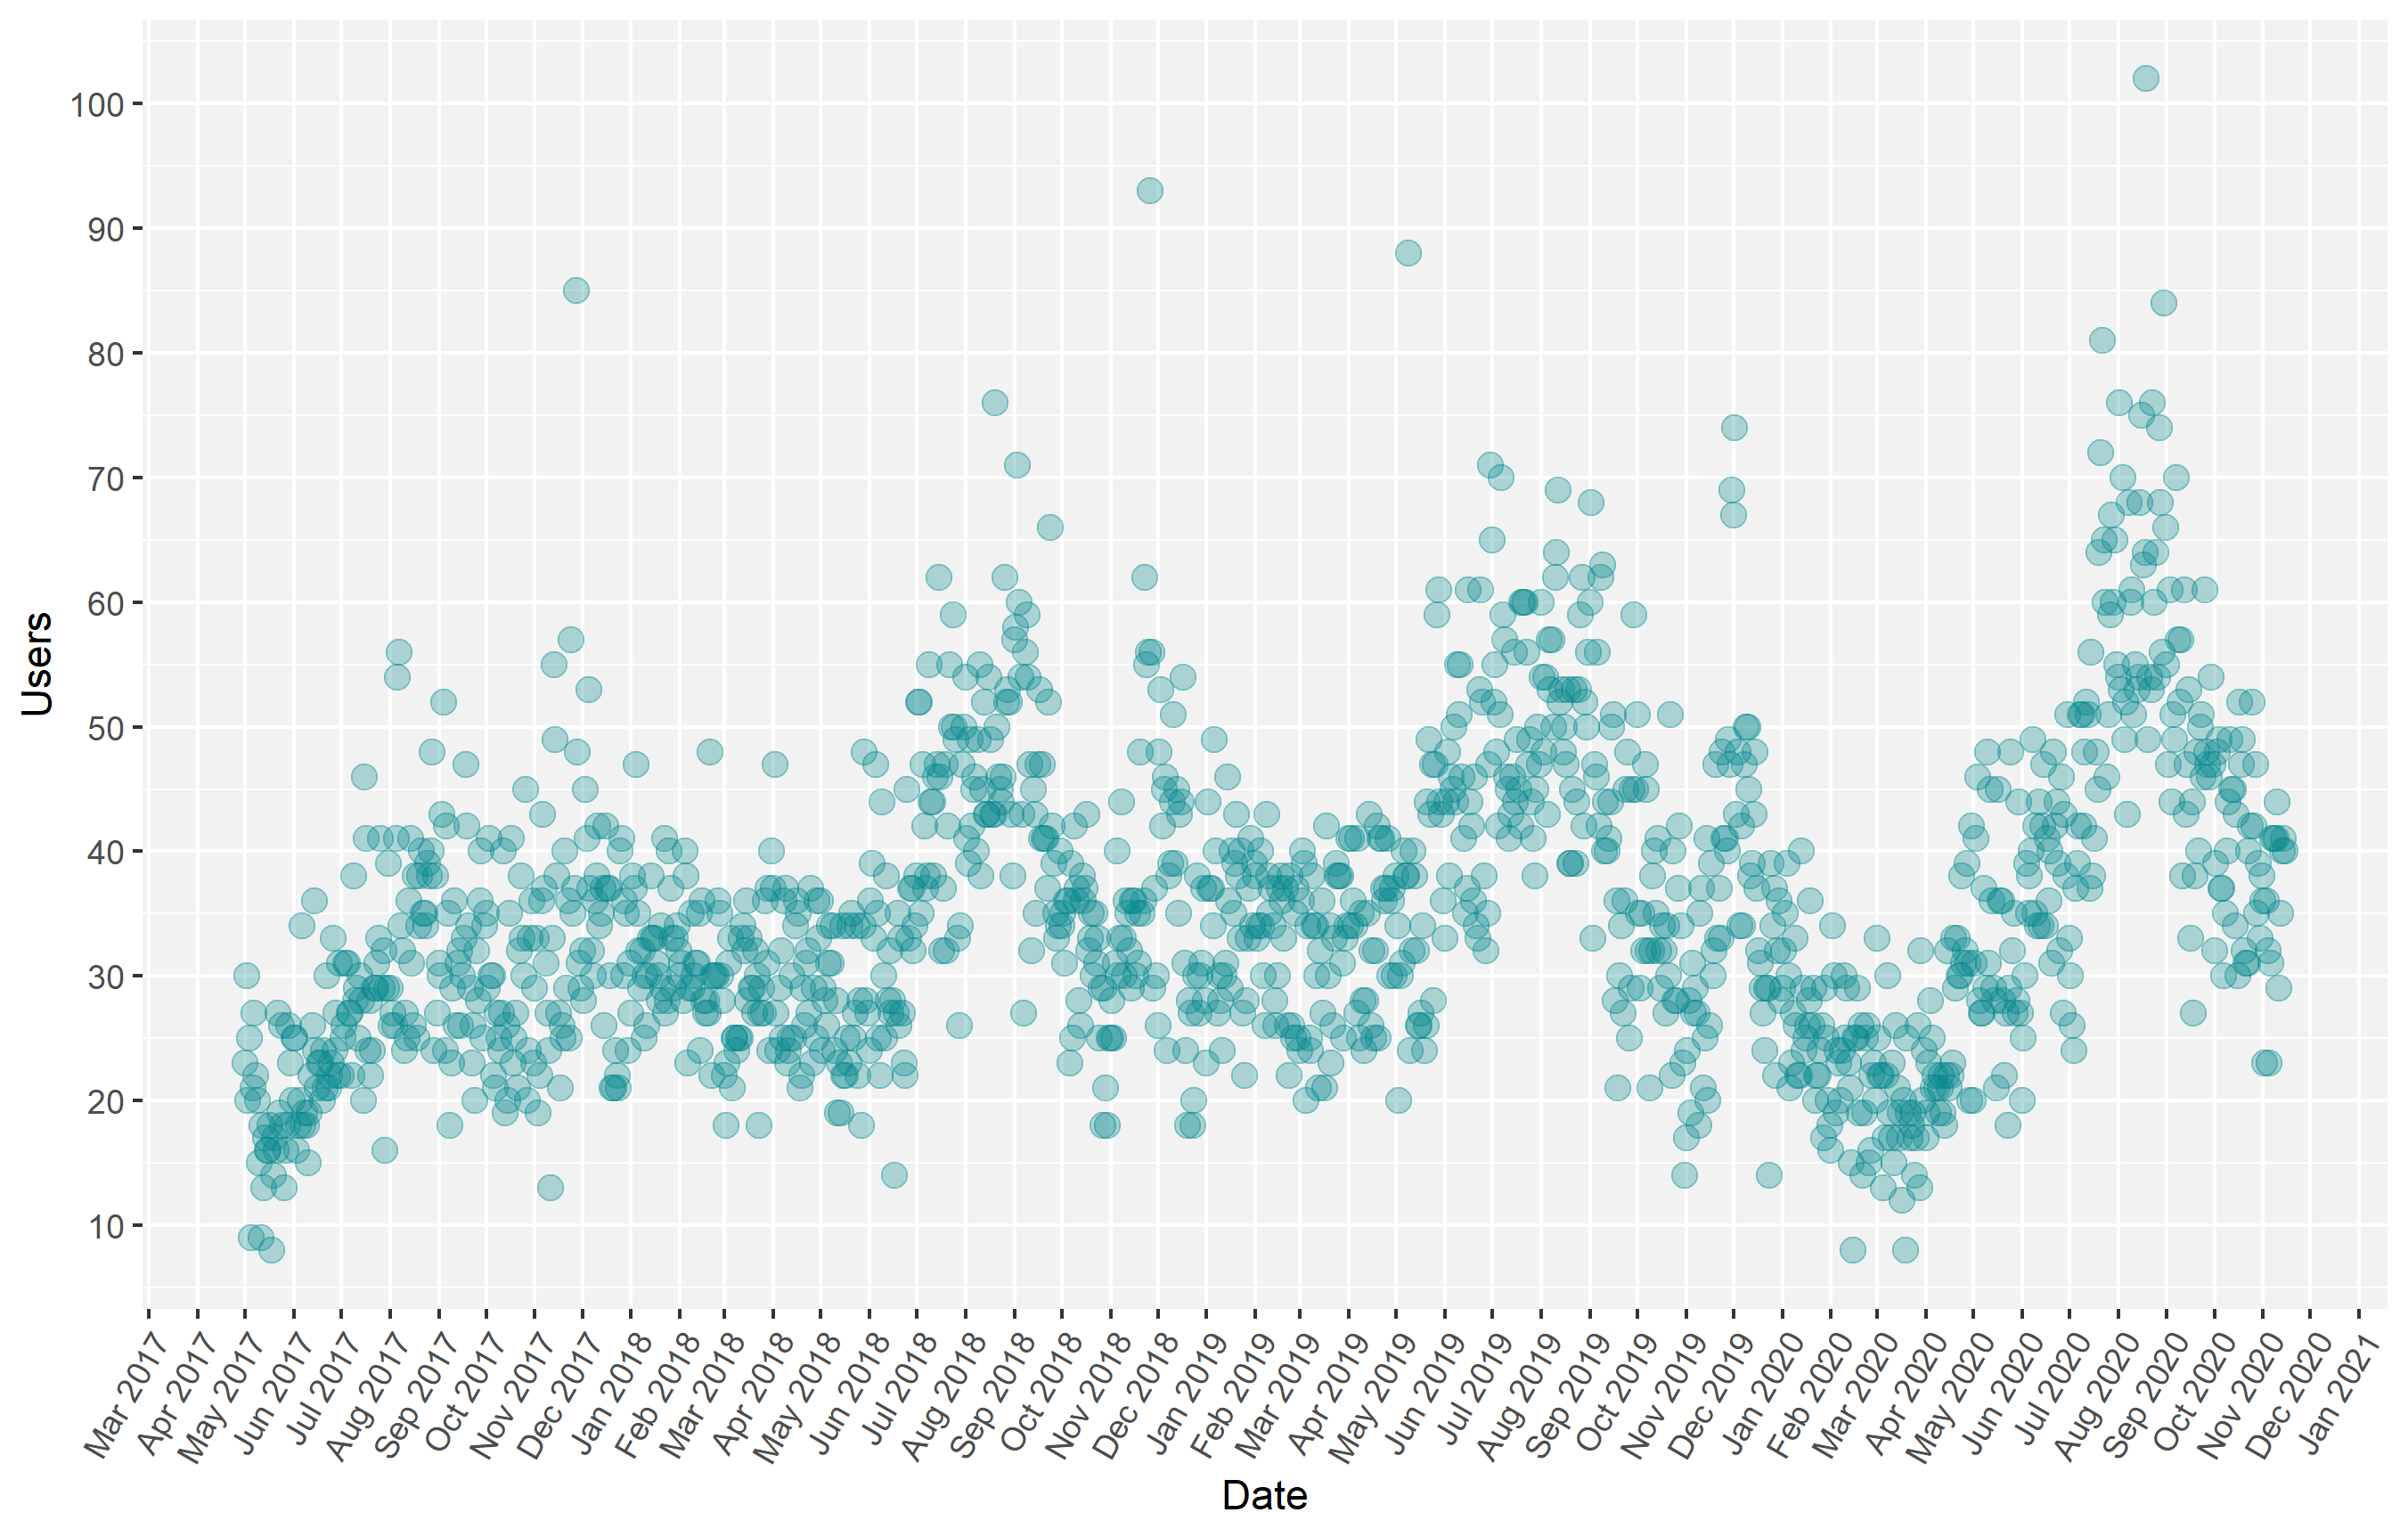 Users
100
90
80
70
60
50
40
30
20
10
Mar 2017
Apr 2017
May 2017
Jun 2017
Jul 2017
Aug 2017
Sep 2017
Oct 2017
Nov 2017
Dec 2017
Jan 2018
Feb 2018
Mar 2018
Apr 2018
May 2018
Jun 2018
Jul 2018
Aug 2018
Sep 2018
Oct 2018
Nov 2018
Dec 2018
Jan 2019
Feb 2019
Mar 2019
Apr 2019
May 2019
Jun 2019
Jul 2019
Aug 2019
Sep 2019
Oct 2019
Nov 2019
Dec 2019
Jan 2020
Feb 2020
Mar 2020
Apr 2020
May 2020
Jun 2020
Jul 2020
Aug 2020
Sep 2020
Oct 2020
Nov 2020
Dec 2020
Jan 2021
Date